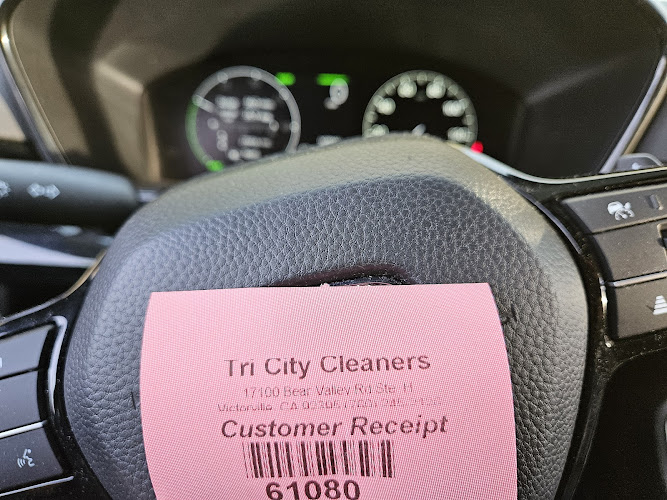 Tri City Cleaners
17100 Bear Valley Rd Ste. H
Victorville, CA
Customer Receipt
61080